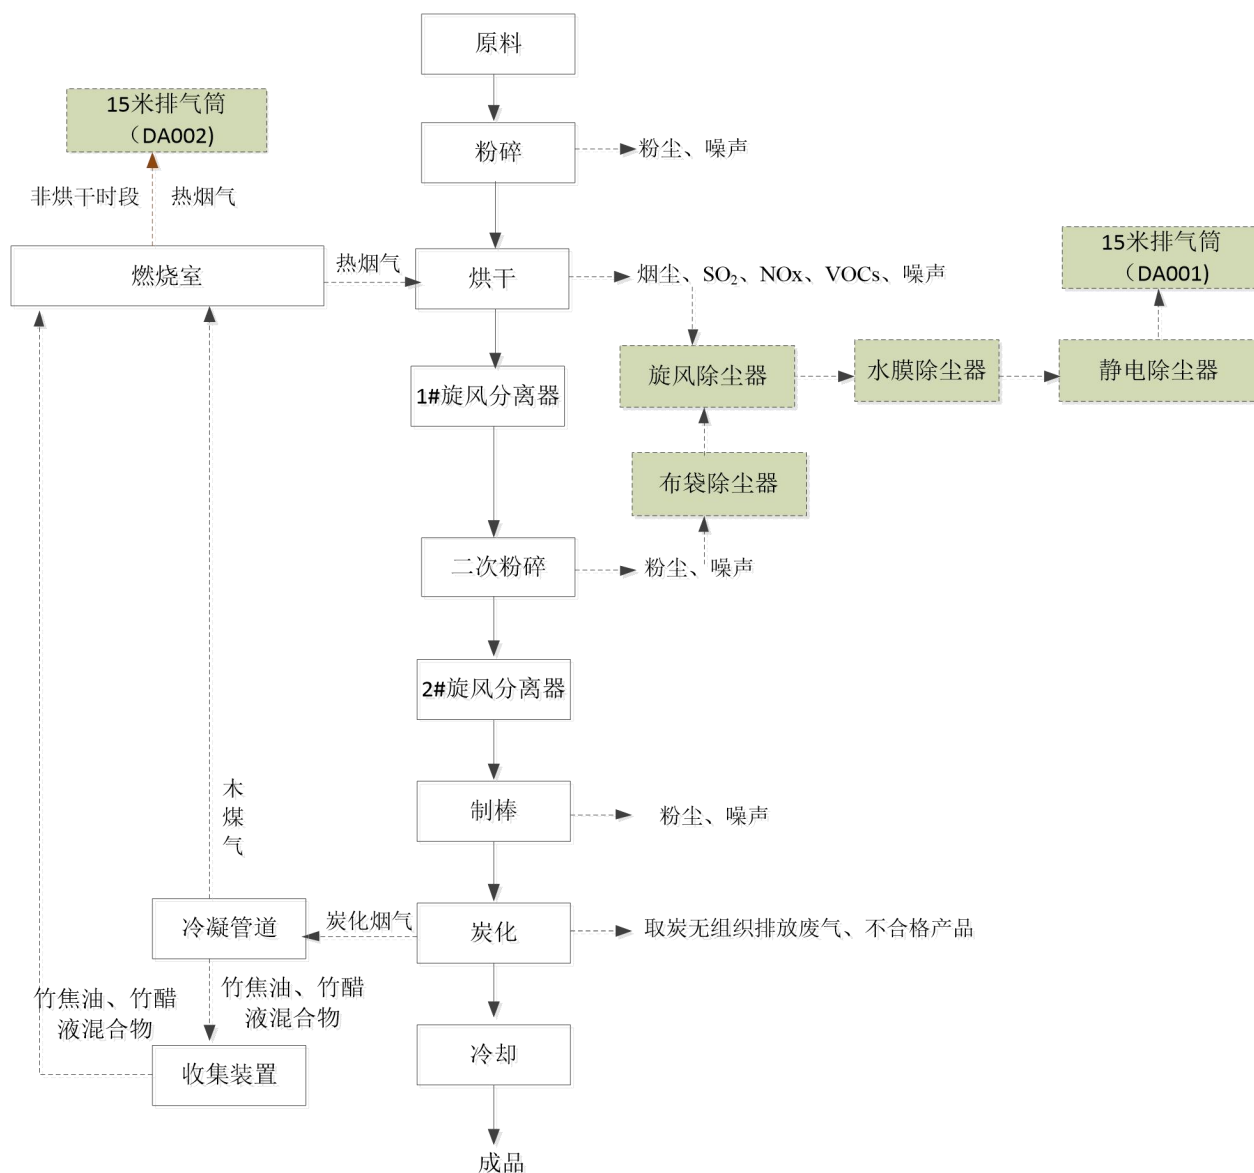 原料
15米排气筒
（DA002)
粉碎
粉尘、噪声
非烘干时段
热烟气
15米排气筒
（DA001)
燃烧室
热烟气
烘干
烟尘、SO₂、NOx、VOCs、噪声
旋风除尘器
水膜除尘器
静电除尘器
1#旋风分离器
布袋除尘器
二次粉碎
粉尘、噪声
2#旋风分离器
木
煤
气
制棒
粉尘、噪声
冷凝管道
炭化烟气
炭化
取炭无组织排放废气、不合格产品
竹焦油、竹醋
液混合物
竹焦油、竹醋
液混合物
收集装置
冷却
成品